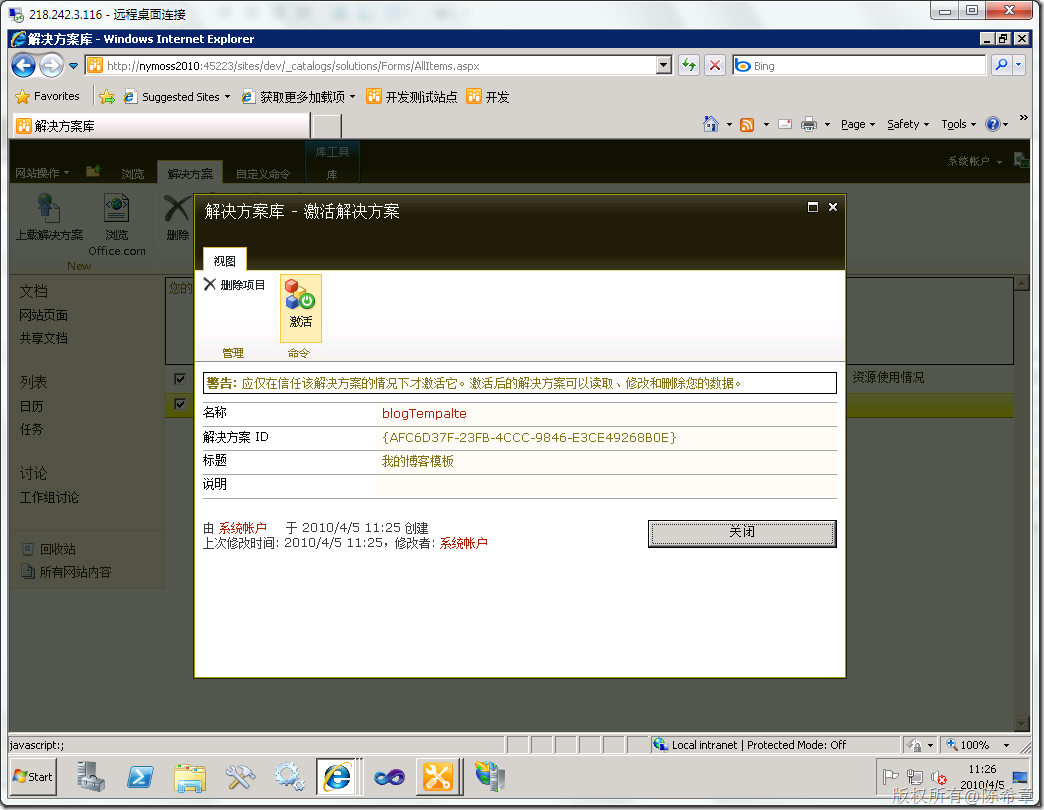 218.242.3.116 - 远程桌面连接
解决方案库 - Windows Internet Explorer
http://nymoss2010:45223/sites/dev/_catalogs/solutions/Forms/AllItems.aspx
Bing
Favorites
Suggested Sites
获取更多加载项
开发测试站点
开发
解决方案库
Page
Safety
Tools
库工具
系统帐户
网站操作
浏览
解决方案
自定义命令
库
上载解决方案
浏览
Office.com
删除
New
解决方案库 - 激活解决方案
视图
删除项目
激活
管理
命令
文档
网站页面
共享文档
列表
日历
任务
讨论
工作组讨论
回收站
所有网站内容
您的
资源使用情况
警告: 应仅在信任该解决方案的情况下才激活它。激活后的解决方案可以读取、修改和删除您的数据。
名称 blogTempalte
解决方案 ID {AFC6D37F-23FB-4CCC-9846-E3CE49268B0E}
标题 我的博客模板
说明
由 系统帐户 于 2010/4/5 11:25 创建
上次修改时间: 2010/4/5 11:25，修改者: 系统帐户
关闭
javascript:;
Local intranet | Protected Mode: Off
100%
Start
11:26
2010/4/5
版权所有@陈希章